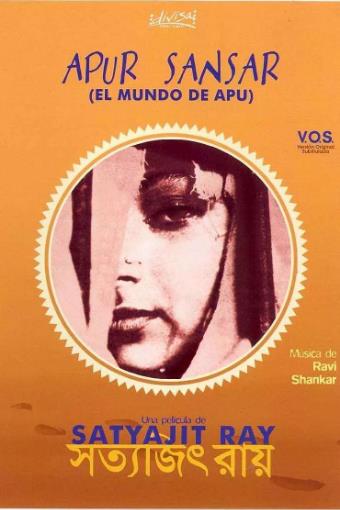 divisa
APUR SANSAR
(EL MUNDO DE APU)
V.O.S.
Versión Original
Subtitulada
Música de
Ravi
Shankar
Una película de
SATYAJIT RAY
সত্যজিৎ রায়